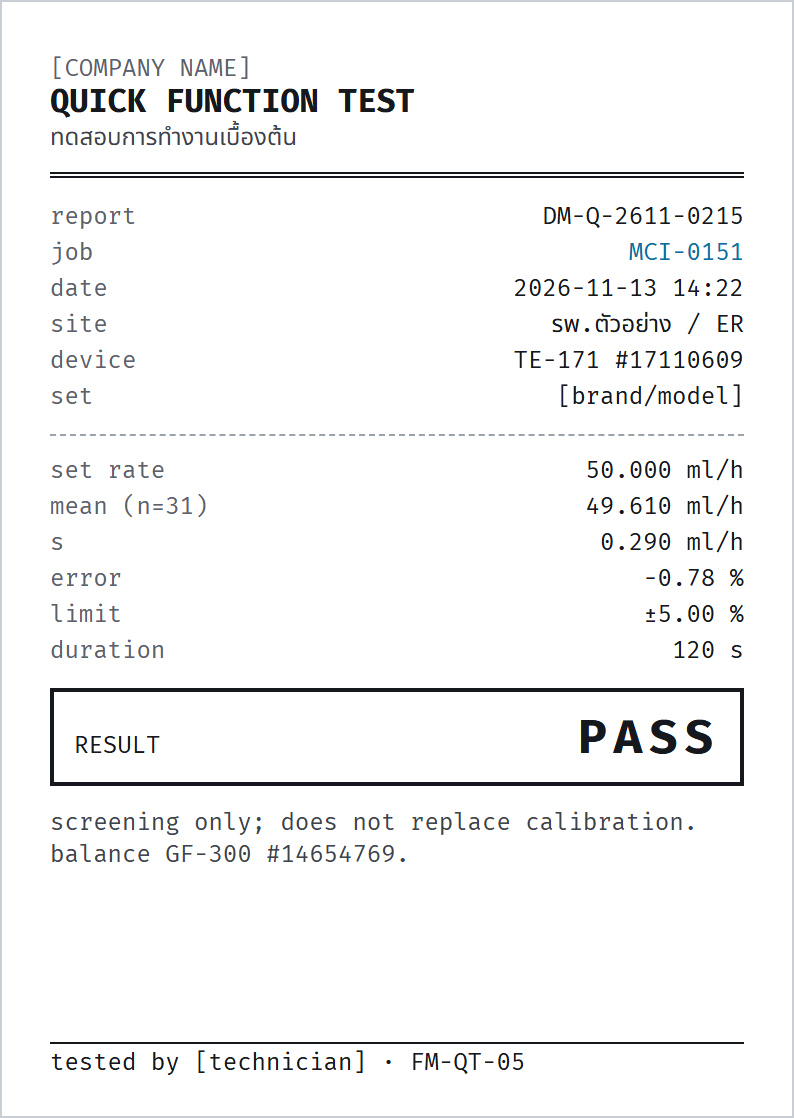 [COMPANY NAME]
QUICK FUNCTION TEST
ทดสอบการทำงานเบื้องต้น
report DM-Q-2611-0215
job MCI-0151
date 2026-11-13 14:22
site รพ.ตัวอย่าง / ER
device TE-171 #17110609
set [brand/model]
set rate 50.000 ml/h
mean (n=31) 49.610 ml/h
s 0.290 ml/h
error -0.78 %
limit ±5.00 %
duration 120 s
RESULT PASS
screening only; does not replace calibration.
balance GF-300 #14654769.
tested by [technician] · FM-QT-05